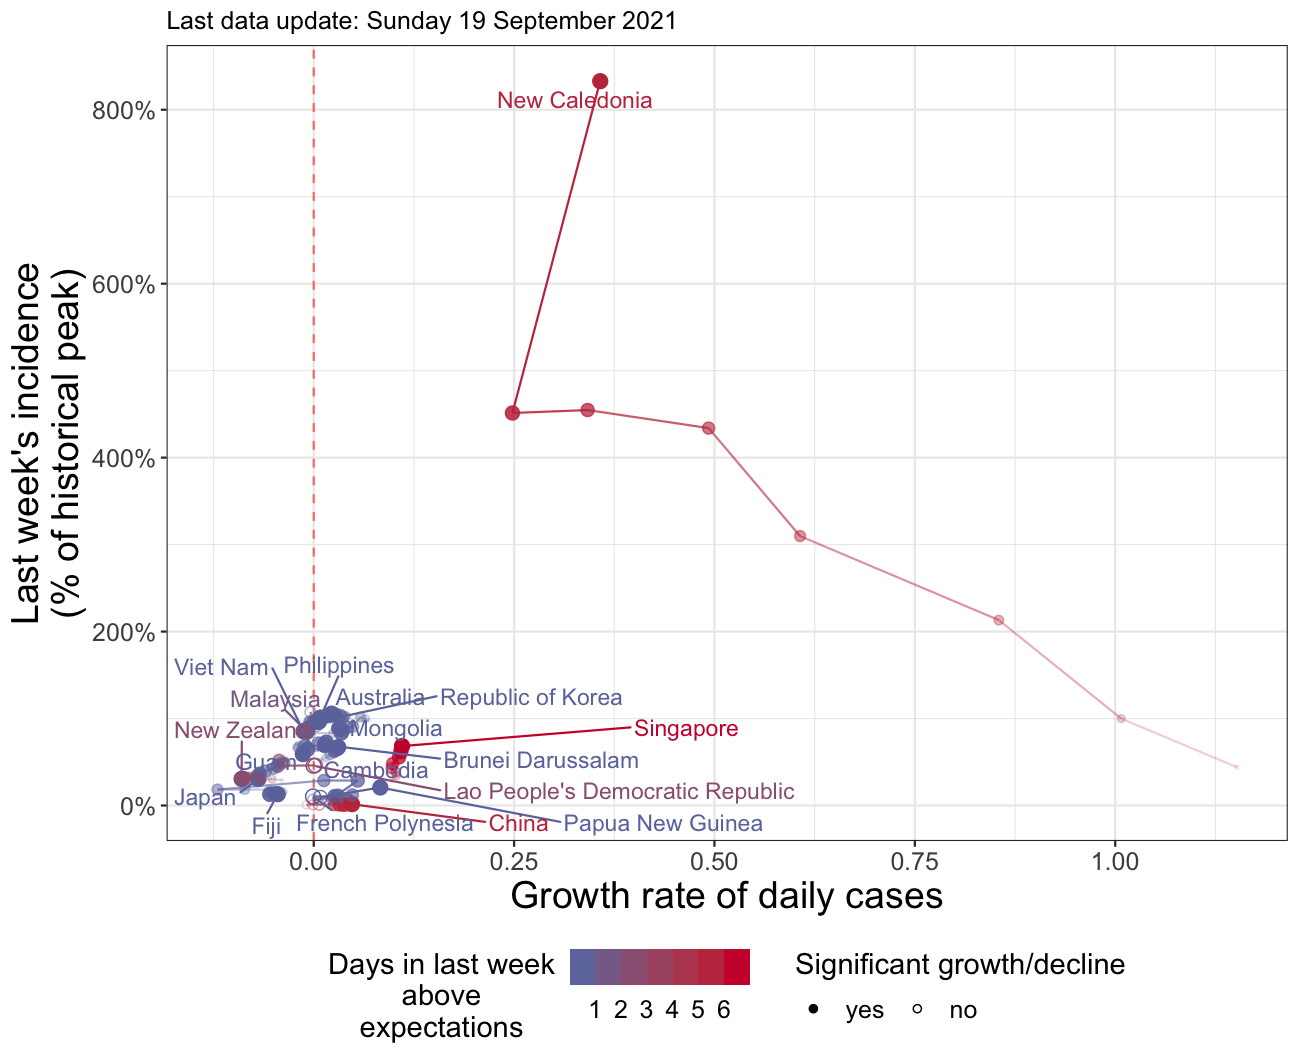 Last data update: Sunday 19 September 2021
Last week's incidence
(% of historical peak)
800%
600%
400%
200%
0%
New Caledonia
Viet Nam
Philippines
Malaysia
Australia
Republic of Korea
New Zealand
Mongolia
Singapore
Guam
Cambodia
Brunei Darussalam
Japan
Lao People's Democratic Republic
Fiji
French Polynesia
China
Papua New Guinea
0.00
0.25
0.50
0.75
1.00
Growth rate of daily cases
Days in last week
above
expectations
1 2 3 4 5 6
Significant growth/decline
yes
no